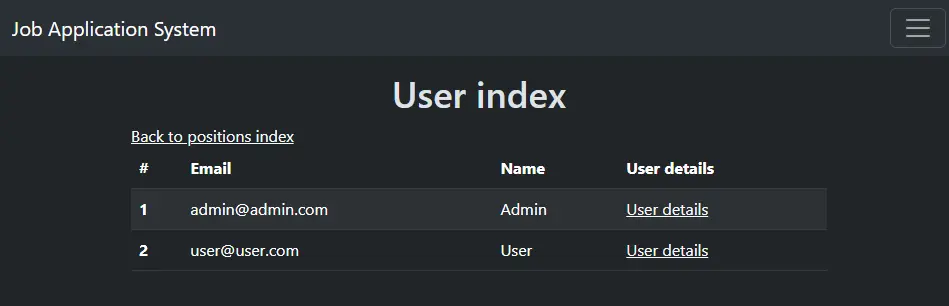 Job Application System
User index
Back to positions index
# Email Name User details
1 admin@admin.com Admin User details
2 user@user.com User User details